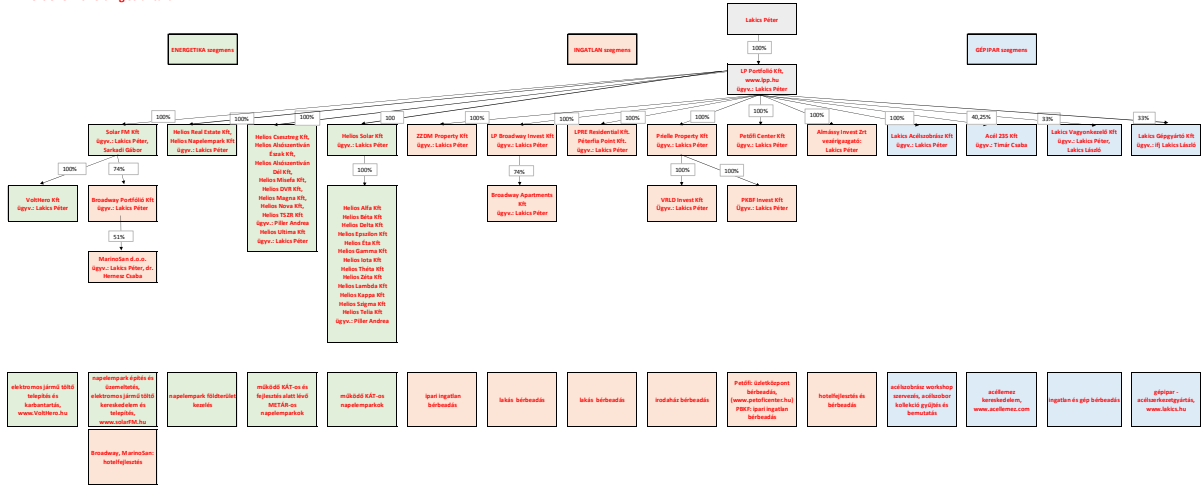 Lakics Péter
ENERGETIKA szegmens
INGATLAN szegmens
GÉPIPAR szegmens
100%
LP Portfolió Kft,
www.lpp.hu
ügyv.: Lakics Péter
100%
100%
100%
100
100%
100%
100%
100%
100%
100%
40,25%
33%
33%
Solar FM Kft
ügyv.: Lakics Péter,
Sarkadi Gábor
Helios Real Estate Kft,
Helios Napelempark Kft
ügyv.: Lakics Péter
Helios Csesztreg Kft,
Helios Alsószentiván
Észak Kft,
Helios Alsószentiván
Dél Kft,
Helios Misefa Kft,
Helios DVR Kft,
Helios Magna Kft,
Helios Nova Kft,
Helios TSZR Kft
ügyv.: Piller Andrea
Helios Ultima Kft
ügyv.: Lakics Péter
Helios Solar Kft
ügyv.: Lakics Péter
ZZDM Property Kft
ügyv.: Lakics Péter
LP Broadway Invest Kft
ügyv.: Lakics Péter
LPRE Residential Kft.
Péterfia Point Kft.
Ügyv.: Lakics Péter
Prielle Property Kft
ügyv.: Lakics Péter
Petőfi Center Kft
ügyv.: Lakics Péter
Almássy Invest Zrt
vezérigazgató:
Lakics Péter
Lakics Acélszobrász Kft
ügyv.: Lakics Péter
Acél 235 Kft
ügyv.: Tímár Csaba
Lakics Vagyonkezelő Kft
ügyv.: Lakics Péter,
Lakics László
Lakics Gépgyártó Kft
ügyv.: ifj Lakics László
100%
74%
100%
74%
100%
100%
VoltHero Kft
ügyv.: Lakics Péter
Broadway Portfólió Kft
ügyv.: Lakics Péter
Helios Alfa Kft
Helios Béta Kft
Helios Delta Kft
Helios Epszilon Kft
Helios Éta Kft
Helios Gamma Kft
Helios Iota Kft
Helios Théta Kft
Helios Zéta Kft
Helios Lambda Kft
Helios Kappa Kft
Helios Szigma Kft
Helios Telia Kft
ügyv.: Piller Andrea
Broadway Apartments
Kft
ügyv.: Lakics Péter
VRLD Invest Kft
Ügyv.: Lakics Péter
PKBF Invest Kft
Ügyv.: Lakics Péter
51%
MarinoSan d.o.o.
ügyv.: Lakics Péter, dr.
Hernesz Csaba
elektromos jármű töltő
telepítés és
karbantartás,
www.VoltHero.hu
napelempark építés és
üzemeltetés,
elektromos jármű töltő
kereskedelem és
telepítés,
www.solarFM.hu
napelempark földterület
kezelés
működő KÁT-os és
fejlesztés alatt lévő
METÁR-os
napelemparkok
működő KÁT-os
napelemparkok
ipari ingatlan
bérbeadás
lakás bérbeadás
lakás bérbeadás
irodaház bérbeadás
Petőfi: üzletközpont
bérbeadás,
(www.petoficenter.hu)
PBKF: ipari ingatlan
bérbeadás
hotelfejlesztés és
bérbeadás
acélszobrász workshop
szervezés, acélszobor
kollekció gyűjtés és
bemutatás
acéllemez
kereskedelem,
www.acellemez.com
ingatlan és gép bérbeadás
gépipar -
acélszerkezetgyártás,
www.lakics.hu
Broadway, MarinoSan:
hotelfejlesztés